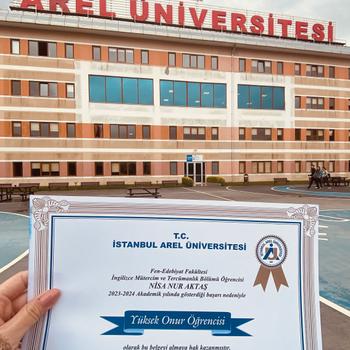 AREL ÜNİVERSİTESİ
T.C.
İSTANBUL AREL ÜNİVERSİTESİ
Fen-Edebiyat Fakültesi
İngilizce Mütercim ve Tercümanlık Bölümü Öğrencisi
NİSA NUR AKTAŞ
2023-2024 Akademik yılında gösterdiği başarı nedeniyle
Yüksek Onur Öğrencisi
olarak bu belgeyi almaya hak kazanmıştır.